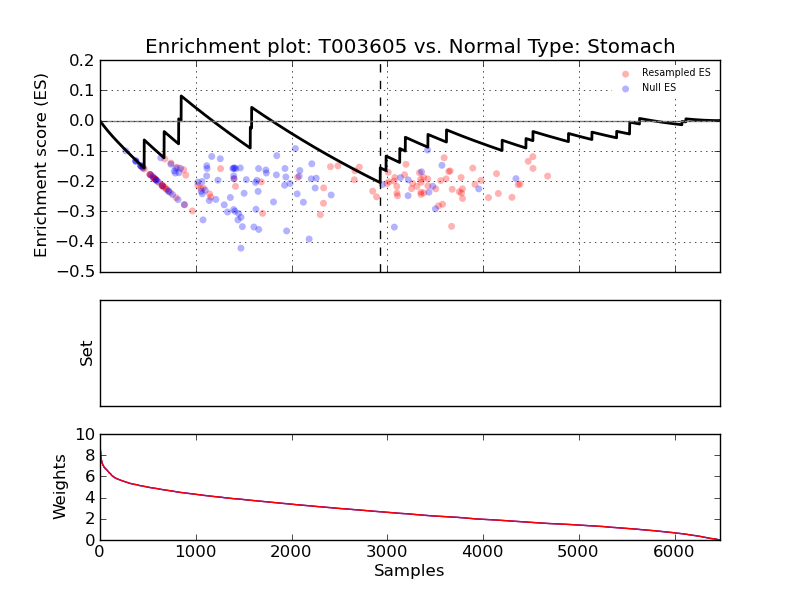 Enrichment plot: T003605 vs. Normal Type: Stomach
Enrichment score (ES)
0.2
0.1
0.0
−0.1
−0.2
−0.3
−0.4
−0.5
Resampled ES
Null ES
Set
Weights
10
8
6
4
2
0
0 1000 2000 3000 4000 5000 6000
Samples